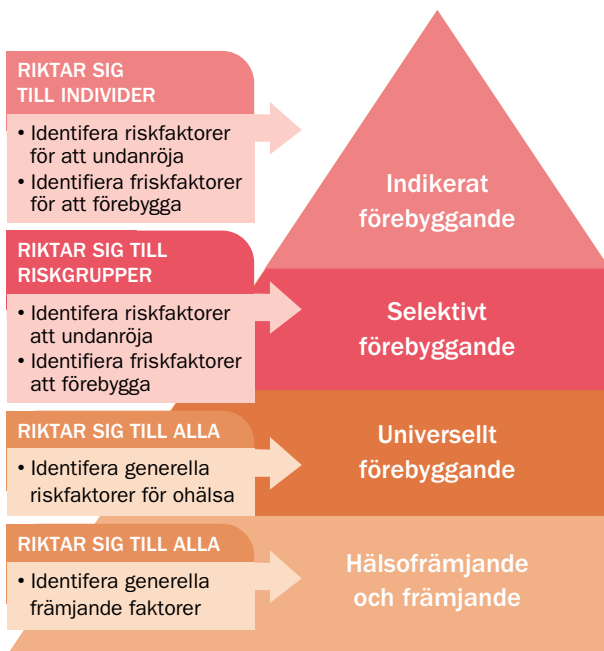 RIKTAR SIG
TILL INDIVIDER
• Identifera riskfaktorer
för att undanröja
• Identifiera friskfaktorer
för att förebygga
Indikerat
förebyggande
RIKTAR SIG TILL
RISKGRUPPER
• Identifera riskfaktorer
att undanröja
• Identifiera friskfaktorer
att förebygga
Selektivt
förebyggande
RIKTAR SIG TILL ALLA
• Identifera generella
riskfaktorer för ohälsa
Universellt
förebyggande
RIKTAR SIG TILL ALLA
• Identifera generella
främjande faktorer
Hälsofrämjande
och främjande